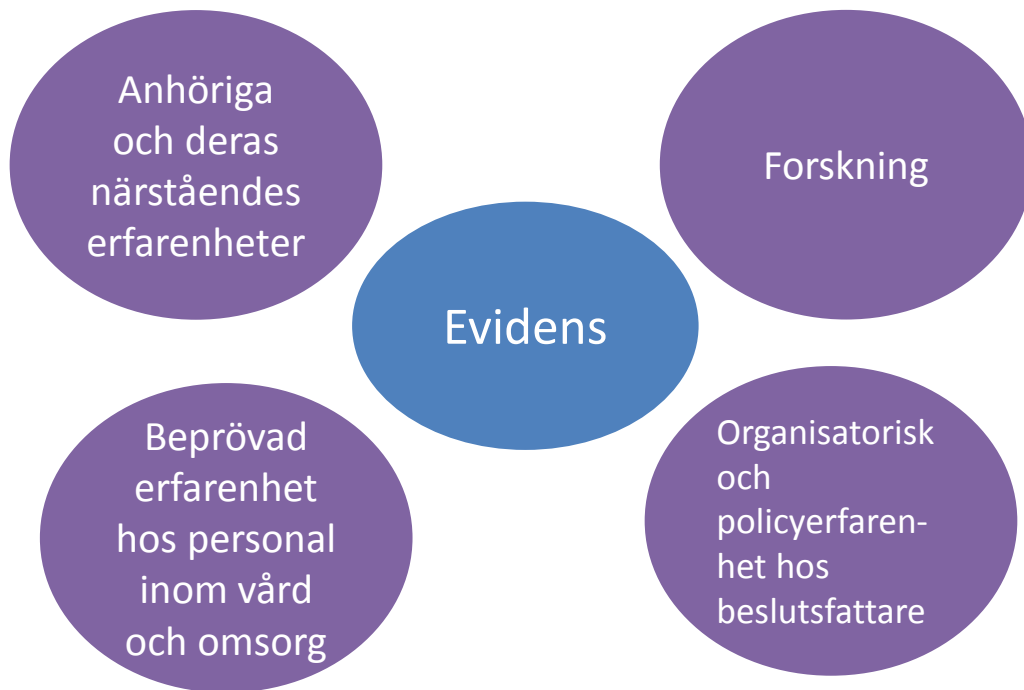 Anhöriga
och deras
närståendes
erfarenheter
Forskning
Evidens
Beprövad
erfarenhet
hos personal
inom vård
och omsorg
Organisatorisk
och
policyerfaren-
het hos
beslutsfattare